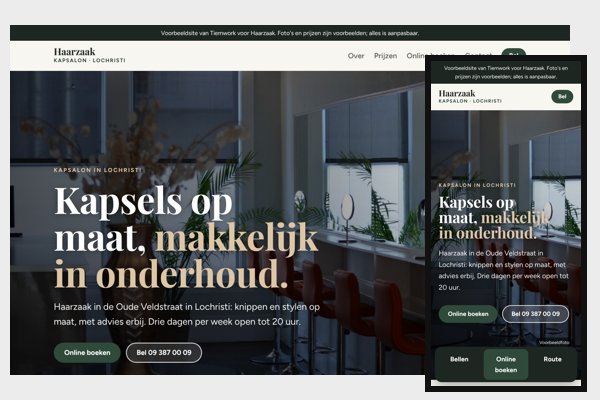 Voorbeeldsite van Tiemwork voor Haarzaak. Foto's en prijzen zijn voorbeelden; alles is aanpasbaar.
Haarzaak
KAPSALON · LOCHRISTI
Over Prijzen
KAPSALON IN LOCHRISTI
Kapsels op
maat, makkelijk
in onderhoud.
Haarzaak in de Oude Veldstraat in Lochristi: knippen en stylen op
maat, met advies erbij. Drie dagen per week open tot 20 uur.
Online boeken
Bel 09 387 00 09
Voorbeeldsite van Tiemwork voor Haarzaak. Foto's en
prijzen zijn voorbeelden; alles is aanpasbaar.
Haarzaak
KAPSALON · LOCHRISTI
Bel
KAPSALON IN LOCHRISTI
Kapsels op
maat, makkelijk
in onderhoud.
Haarzaak in de Oude Veldstraat in
Lochristi: knippen en stylen op maat, met
advies erbij. Drie dagen per week open tot
20 uur.
Online boeken
Bel 09 387 00 09
Voorbeeldfoto
Bellen
Online
boeken
Route